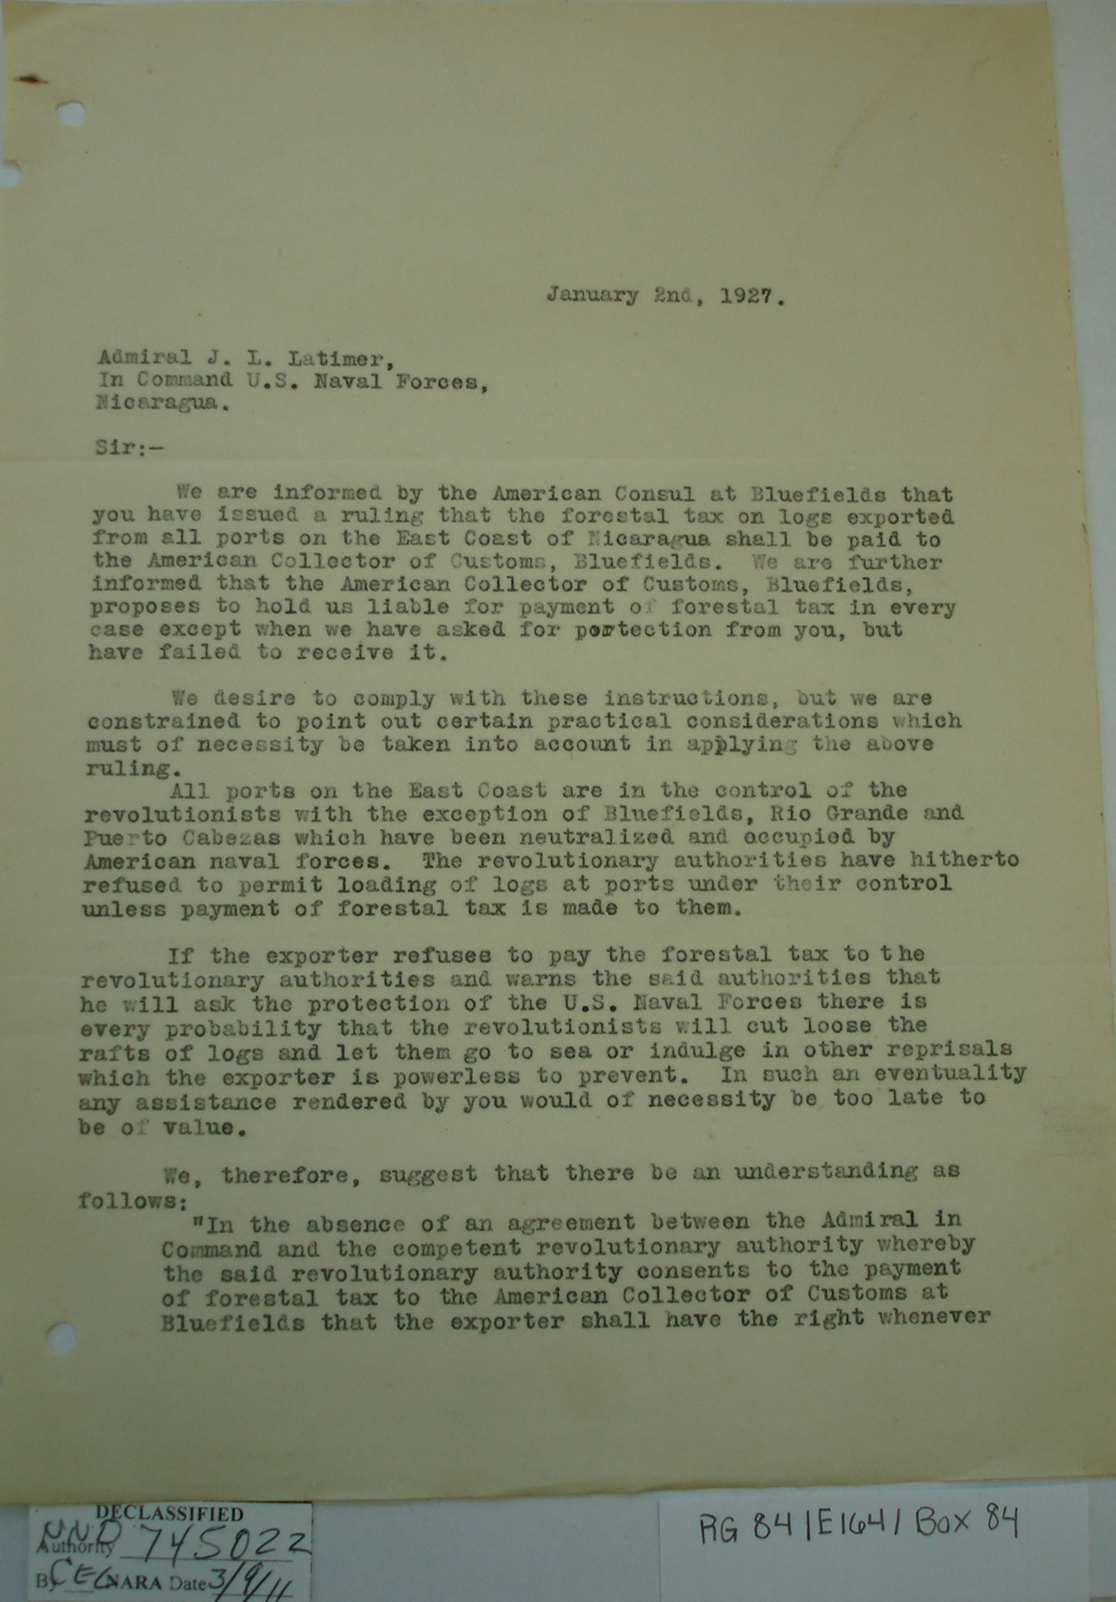 January 2nd, 1927.
Admiral J. L. Latimer,
In Command U.S. Naval Forces,
Nicaragua.
Sir:-
We are informed by the American Consul at Bluefields that
you have issued a ruling that the forestal tax on logs exported
from all ports on the East Coast of Nicaragua shall be paid to
the American Collector of Customs, Bluefields. We are further
informed that the American Collector of Customs, Bluefields,
proposes to hold us liable for payment of forestal tax in every
case except when we have asked for portection from you, but
have failed to receive it.
We desire to comply with these instructions, but we are
constrained to point out certain practical considerations which
must of necessity be taken into account in applying the above
ruling.
All ports on the East Coast are in the control of the
revolutionists with the exception of Bluefields, Rio Grande and
Puerto Cabezas which have been neutralized and occupied by
American naval forces. The revolutionary authorities have hitherto
refused to permit loading of logs at ports under their control
unless payment of forestal tax is made to them.
If the exporter refuses to pay the forestal tax to the
revolutionary authorities and warns the said authorities that
he will ask the protection of the U.S. Naval Forces there is
every probability that the revolutionists will cut loose the
rafts of logs and let them go to sea or indulge in other reprisals
which the exporter is powerless to prevent. In such an eventuality
any assistance rendered by you would of necessity be too late to
be of value.
We, therefore, suggest that there be an understanding as
follows:
"In the absence of an agreement between the Admiral in
Command and the competent revolutionary authority whereby
the said revolutionary authority consents to the payment
of forestal tax to the American Collector of Customs at
Bluefields that the exporter shall have the right whenever
DECLASSIFIED
Authority NND 745022
By CEL NARA Date 3/9/11
RG 84/E164/Box 84